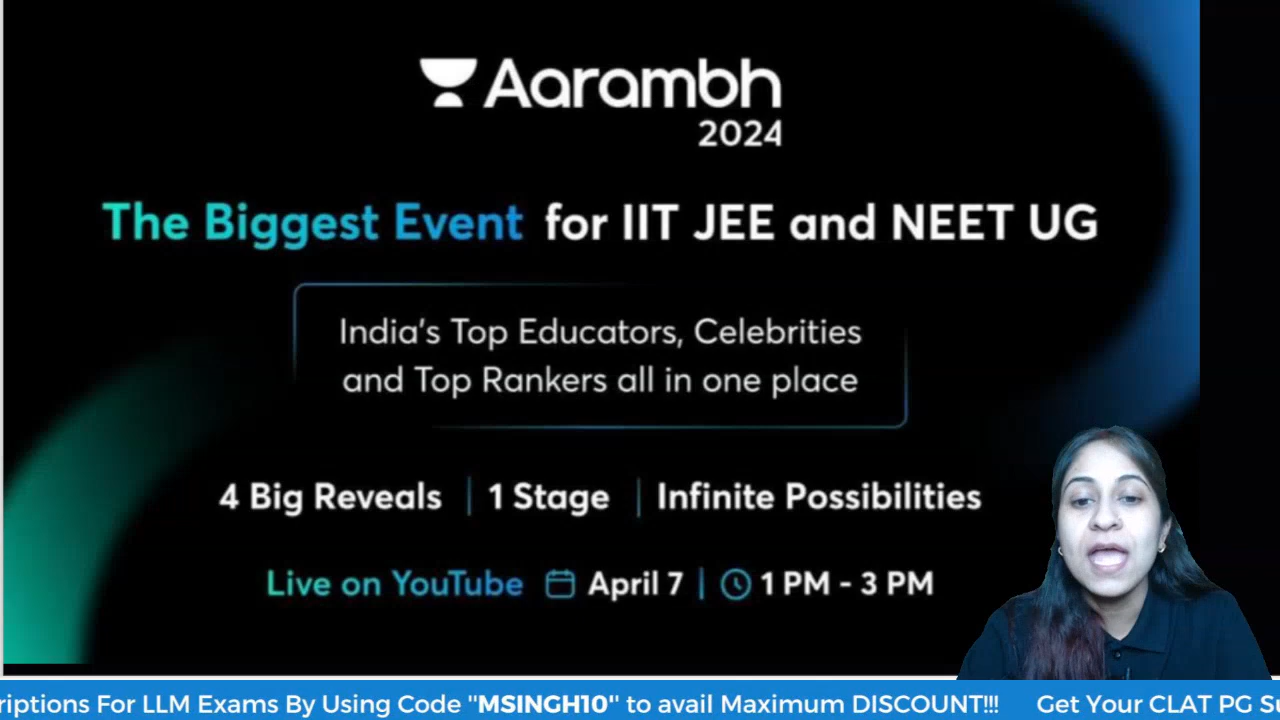 Aarambh
2024
The Biggest Event for IIT JEE and NEET UG
India's Top Educators, Celebrities
and Top Rankers all in one place
4 Big Reveals | 1 Stage | Infinite Possibilities
Live on YouTube April 7 | 1 PM - 3 PM
riptions For LLM Exams By Using Code "MSINGH10" to avail Maximum DISCOUNT!!! Get Your CLAT PG Su